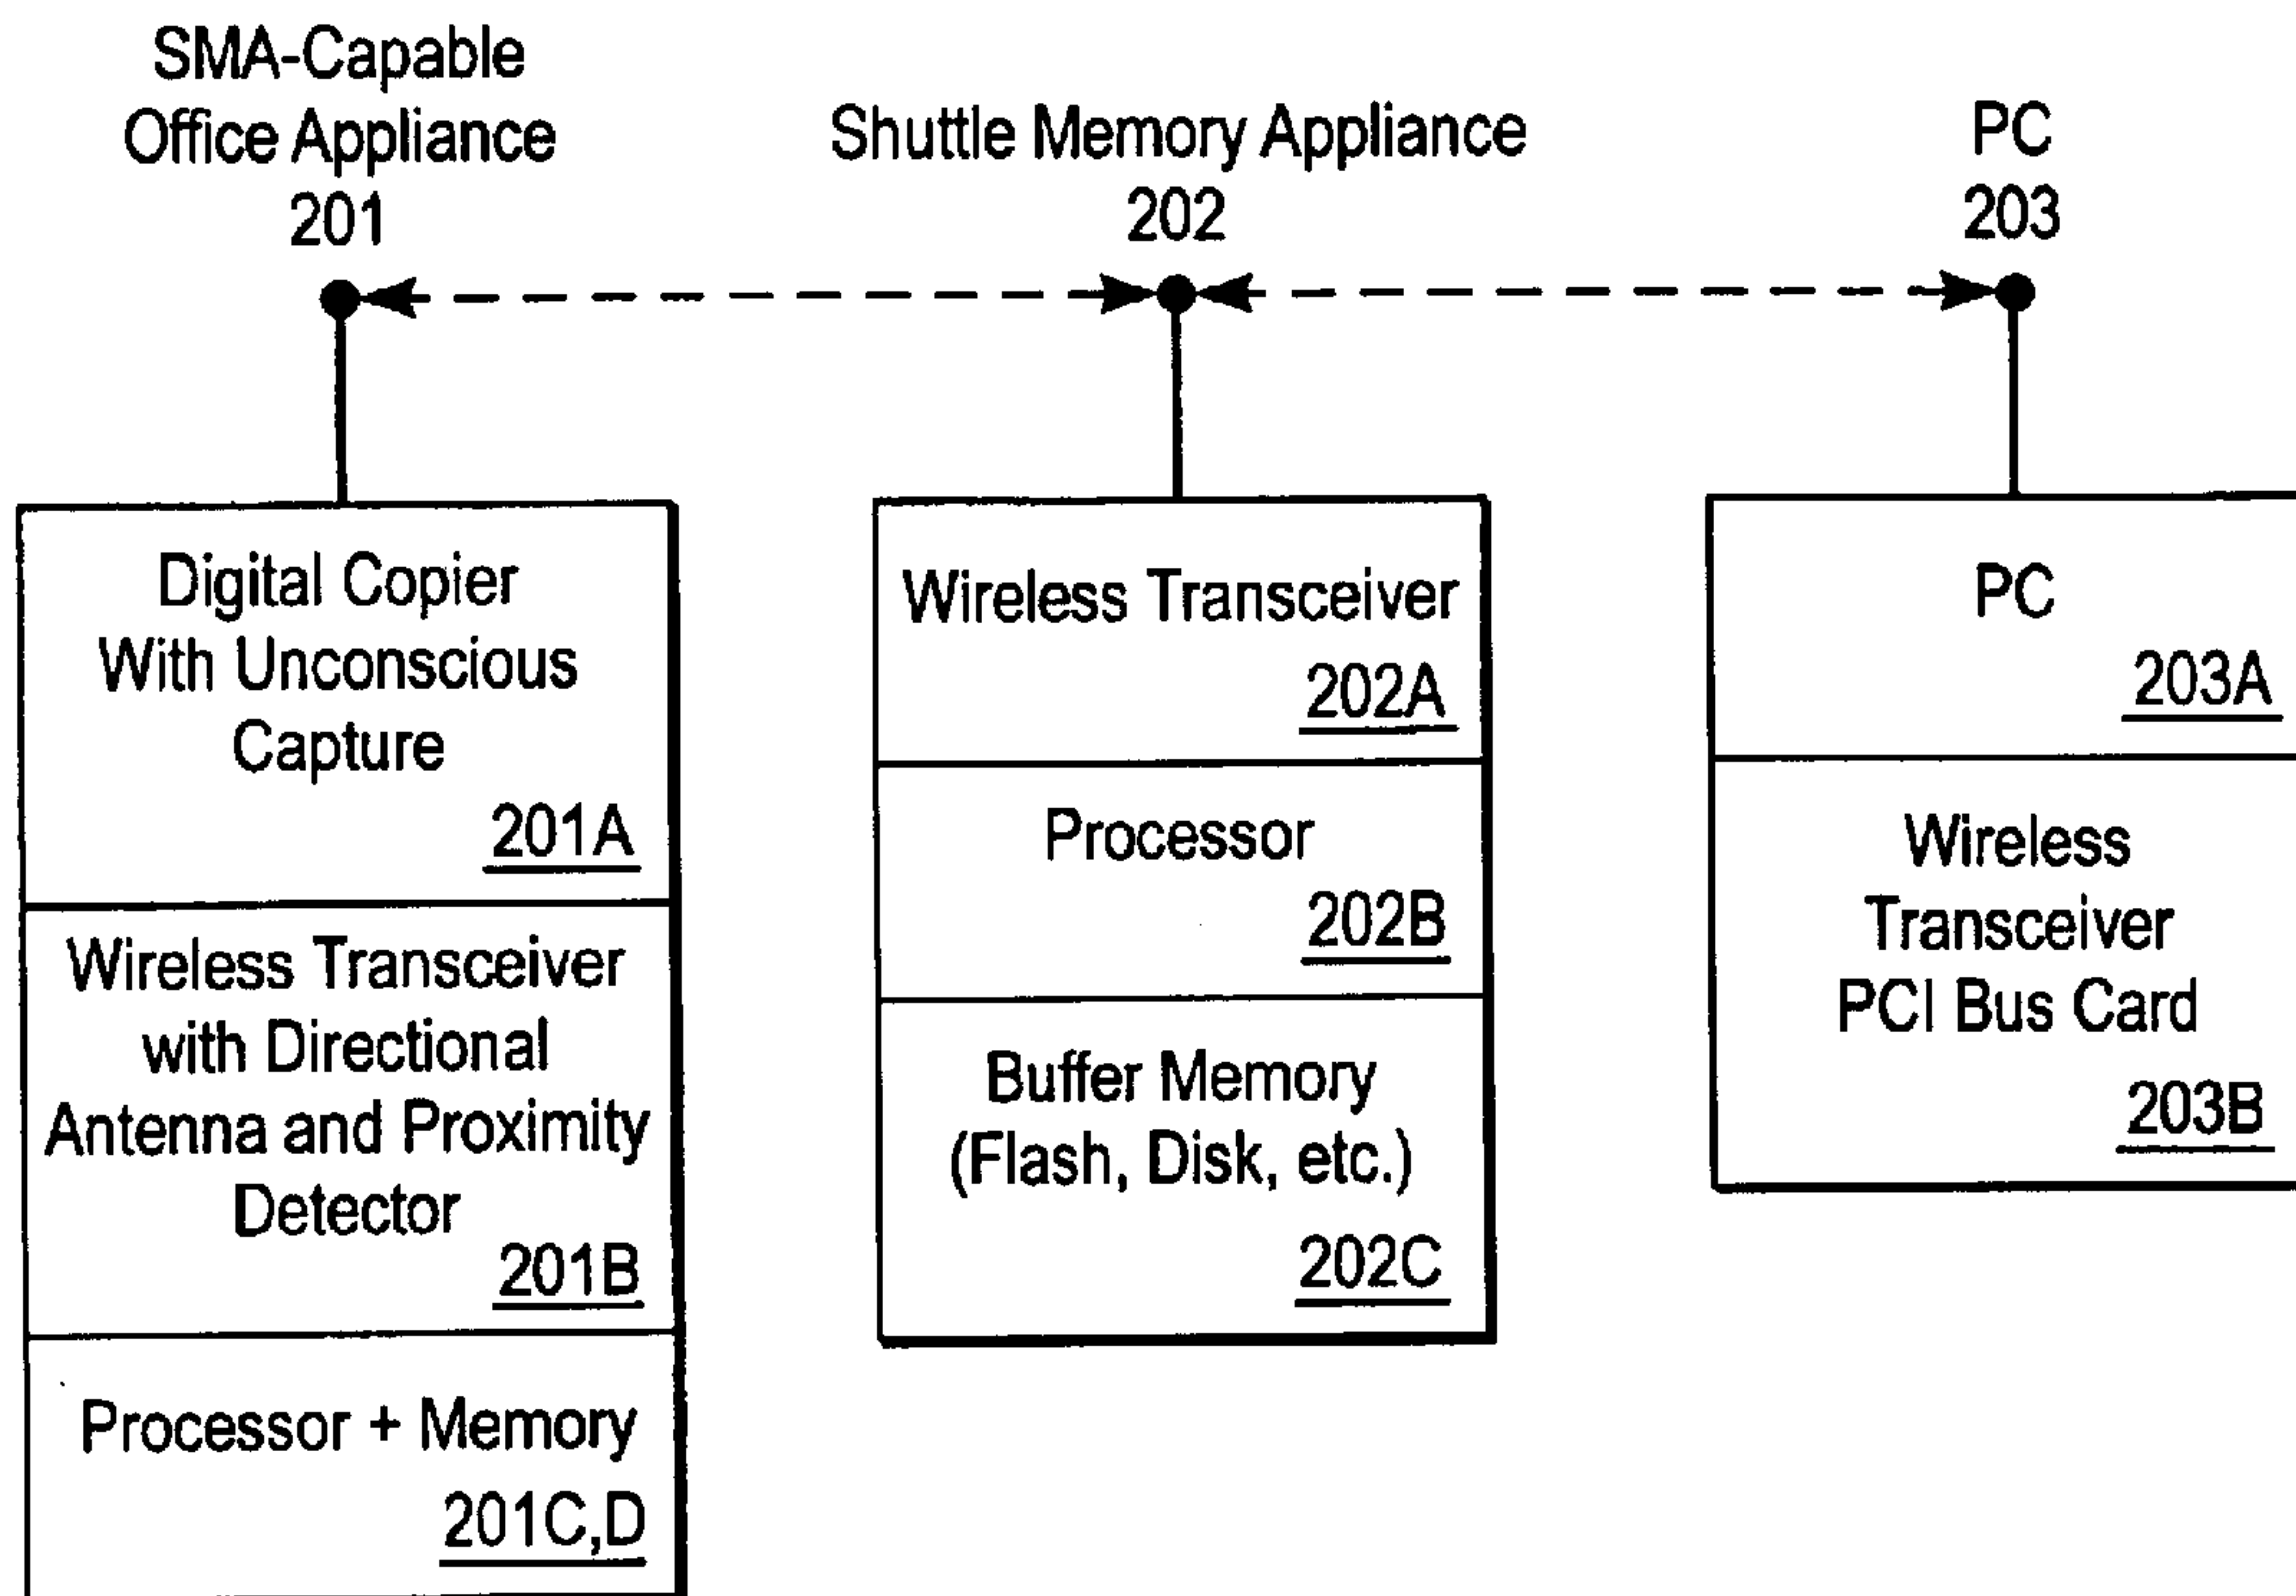 SMA-Capable
Office Appliance
201
Shuttle Memory Appliance
202
PC
203
Digital Copier
With Unconscious
Capture
201A
Wireless Transceiver
with Directional
Antenna and Proximity
Detector
201B
Processor + Memory
201C,D
Wireless Transceiver
202A
Processor
202B
Buffer Memory
(Flash, Disk, etc.)
202C
PC
203A
Wireless
Transceiver
PCI Bus Card
203B